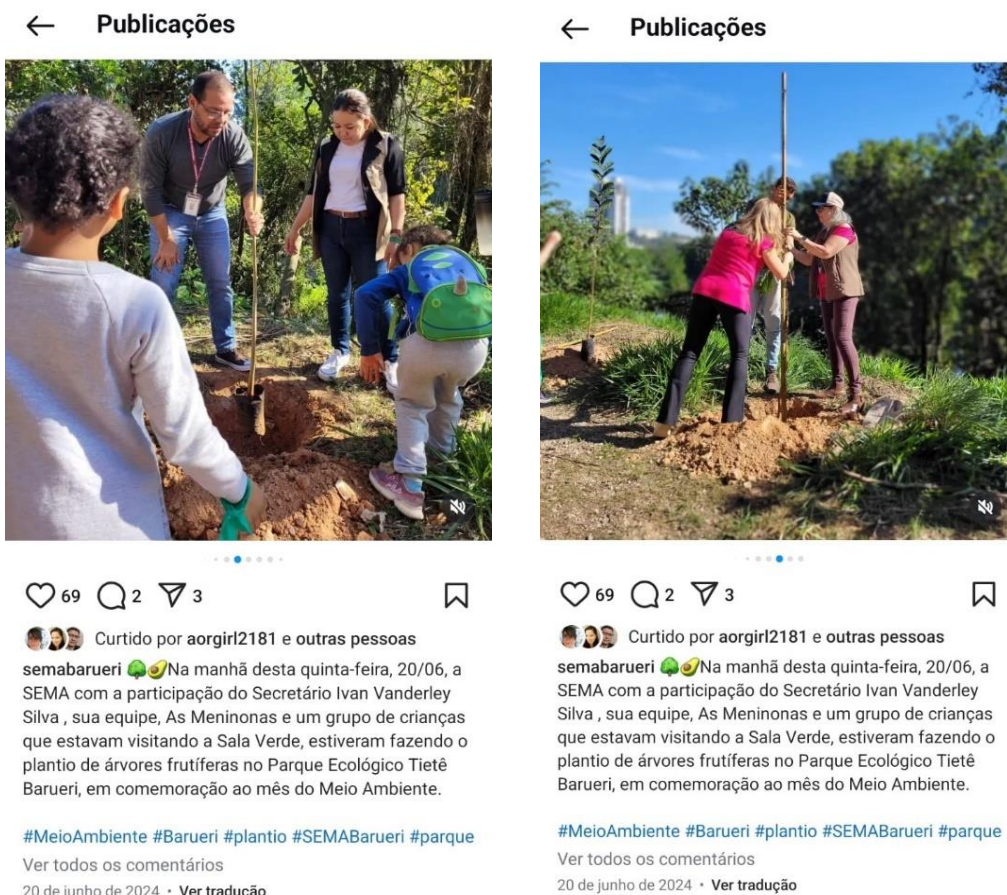 Publicações
69 2 3
Curtido por aorgirl2181 e outras pessoas
semabarueri 🌳🥑Na manhã desta quinta-feira, 20/06, a
SEMA com a participação do Secretário Ivan Vanderley
Silva , sua equipe, As Meninonas e um grupo de crianças
que estavam visitando a Sala Verde, estiveram fazendo o
plantio de árvores frutíferas no Parque Ecológico Tietê
Barueri, em comemoração ao mês do Meio Ambiente.
#MeioAmbiente #Barueri #plantio #SEMABarueri #parque
Ver todos os comentários
20 de junho de 2024 • Ver tradução
Publicações
69 2 3
Curtido por aorgirl2181 e outras pessoas
semabarueri 🌳🥑Na manhã desta quinta-feira, 20/06, a
SEMA com a participação do Secretário Ivan Vanderley
Silva , sua equipe, As Meninonas e um grupo de crianças
que estavam visitando a Sala Verde, estiveram fazendo o
plantio de árvores frutíferas no Parque Ecológico Tietê
Barueri, em comemoração ao mês do Meio Ambiente.
#MeioAmbiente #Barueri #plantio #SEMABarueri #parque
Ver todos os comentários
20 de junho de 2024 • Ver tradução